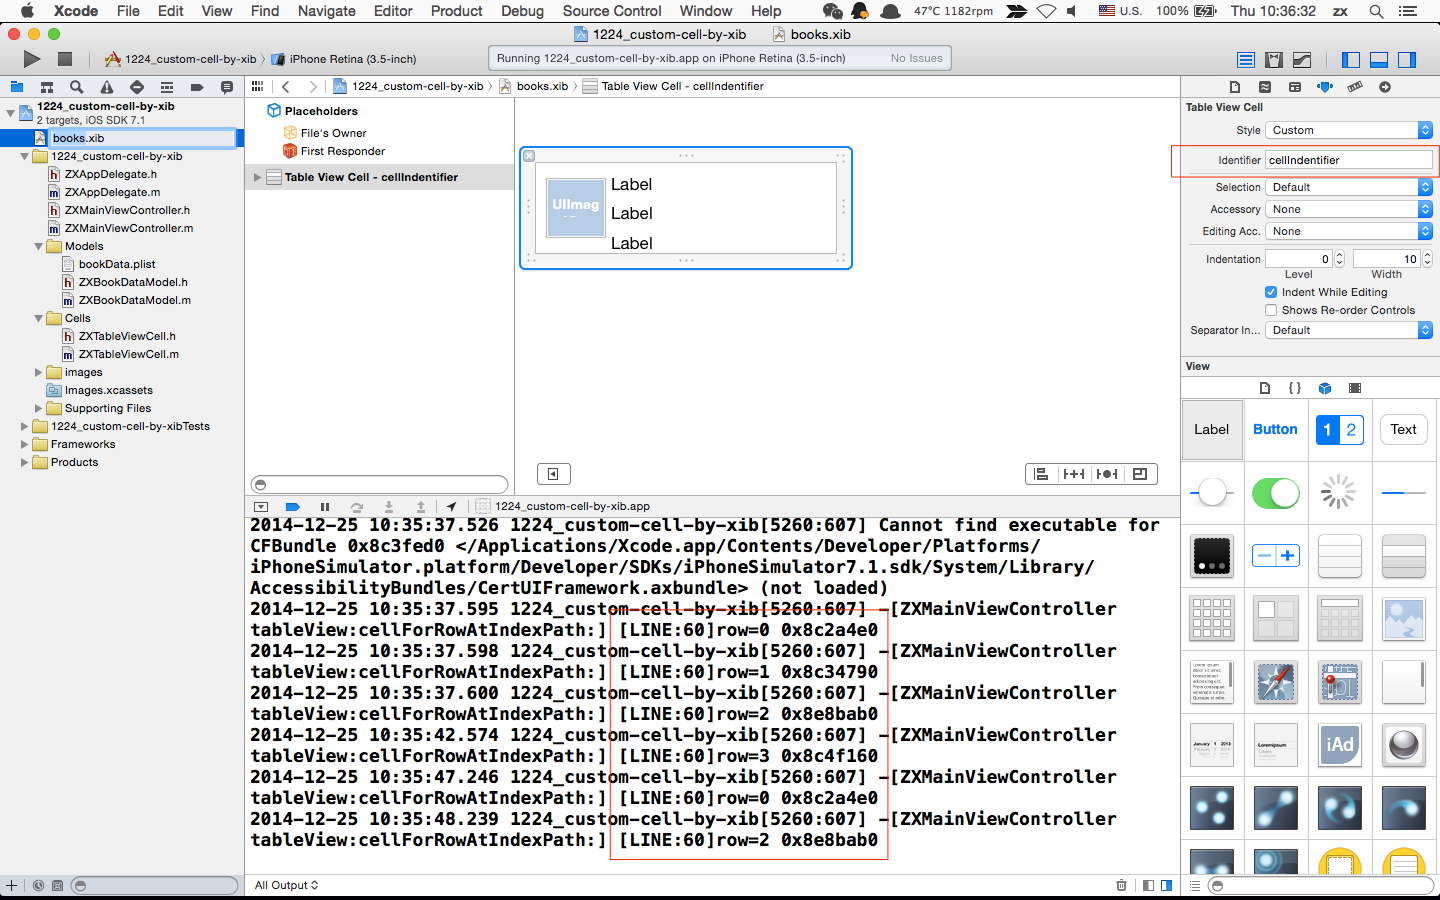 Xcode File Edit View Find Navigate Editor Product Debug Source Control Window Help 47°C 1182rpm U.S. 100% Thu 10:36:32 zx
1224_custom-cell-by-xib books.xib
1224_custom-cell-by-xib iPhone Retina (3.5-inch)
Running 1224_custom-cell-by-xib.app on iPhone Retina (3.5-inch) No Issues
1224_custom-cell-by-xib
2 targets, iOS SDK 7.1
books.xib
1224_custom-cell-by-xib
ZXAppDelegate.h
ZXAppDelegate.m
ZXMainViewController.h
ZXMainViewController.m
Models
bookData.plist
ZXBookDataModel.h
ZXBookDataModel.m
Cells
ZXTableViewCell.h
ZXTableViewCell.m
images
Images.xcassets
Supporting Files
1224_custom-cell-by-xibTests
Frameworks
Products
1224_custom-cell-by-xib books.xib Table View Cell - cellIndentifier
Placeholders
File's Owner
First Responder
Table View Cell - cellIndentifier
UIImag
Label
Label
Label
1224_custom-cell-by-xib.app
2014-12-25 10:35:37.526 1224_custom-cell-by-xib[5260:607] Cannot find executable for
CFBundle 0x8c3fed0 </Applications/Xcode.app/Contents/Developer/Platforms/
iPhoneSimulator.platform/Developer/SDKs/iPhoneSimulator7.1.sdk/System/Library/
AccessibilityBundles/CertUIFramework.axbundle> (not loaded)
2014-12-25 10:35:37.595 1224_custom-cell-by-xib[5260:607] -[ZXMainViewController
tableView:cellForRowAtIndexPath:] [LINE:60]row=0 0x8c2a4e0
2014-12-25 10:35:37.598 1224_custom-cell-by-xib[5260:607] -[ZXMainViewController
tableView:cellForRowAtIndexPath:] [LINE:60]row=1 0x8c34790
2014-12-25 10:35:37.600 1224_custom-cell-by-xib[5260:607] -[ZXMainViewController
tableView:cellForRowAtIndexPath:] [LINE:60]row=2 0x8e8bab0
2014-12-25 10:35:42.574 1224_custom-cell-by-xib[5260:607] -[ZXMainViewController
tableView:cellForRowAtIndexPath:] [LINE:60]row=3 0x8c4f160
2014-12-25 10:35:47.246 1224_custom-cell-by-xib[5260:607] -[ZXMainViewController
tableView:cellForRowAtIndexPath:] [LINE:60]row=0 0x8c2a4e0
2014-12-25 10:35:48.239 1224_custom-cell-by-xib[5260:607] -[ZXMainViewController
tableView:cellForRowAtIndexPath:] [LINE:60]row=2 0x8e8bab0
All Output
Table View Cell
Style Custom
Identifier cellIndentifier
Selection Default
Accessory None
Editing Acc. None
Indentation 0 10
Level Width
Indent While Editing
Shows Re-order Controls
Separator In... Default
View
{ }
Label Button 1 2 Text
iAd